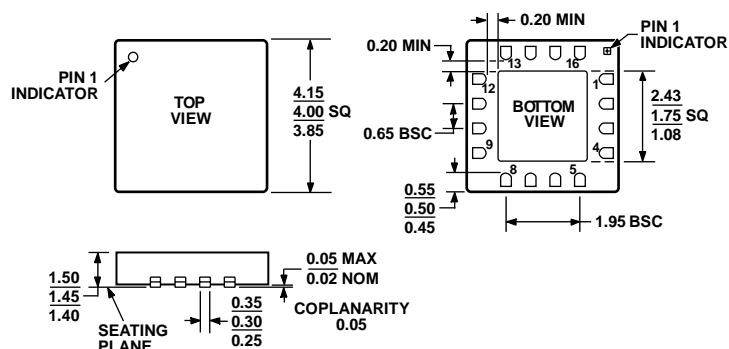 PIN 1
INDICATOR
TOP
VIEW
4.15
4.00 SQ
3.85
0.20 MIN
0.20 MIN
PIN 1
INDICATOR
13
16
12
1
BOTTOM
VIEW
0.65 BSC
9
4
8
5
2.43
1.75 SQ
1.08
0.55
0.50
0.45
1.95 BSC
1.50
1.45
1.40
SEATING
PLANE
0.35
0.30
0.25
0.05 MAX
0.02 NOM
COPLANARITY
0.05